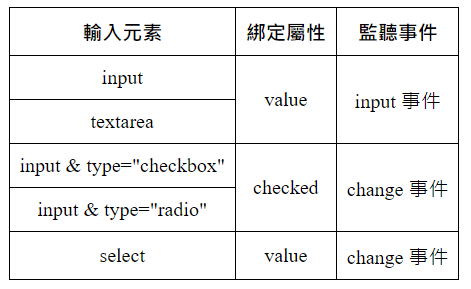 輸入元素 綁定屬性 監聽事件
input
value input 事件
textarea
input & type="checkbox"
checked change 事件
input & type="radio"
select value change 事件